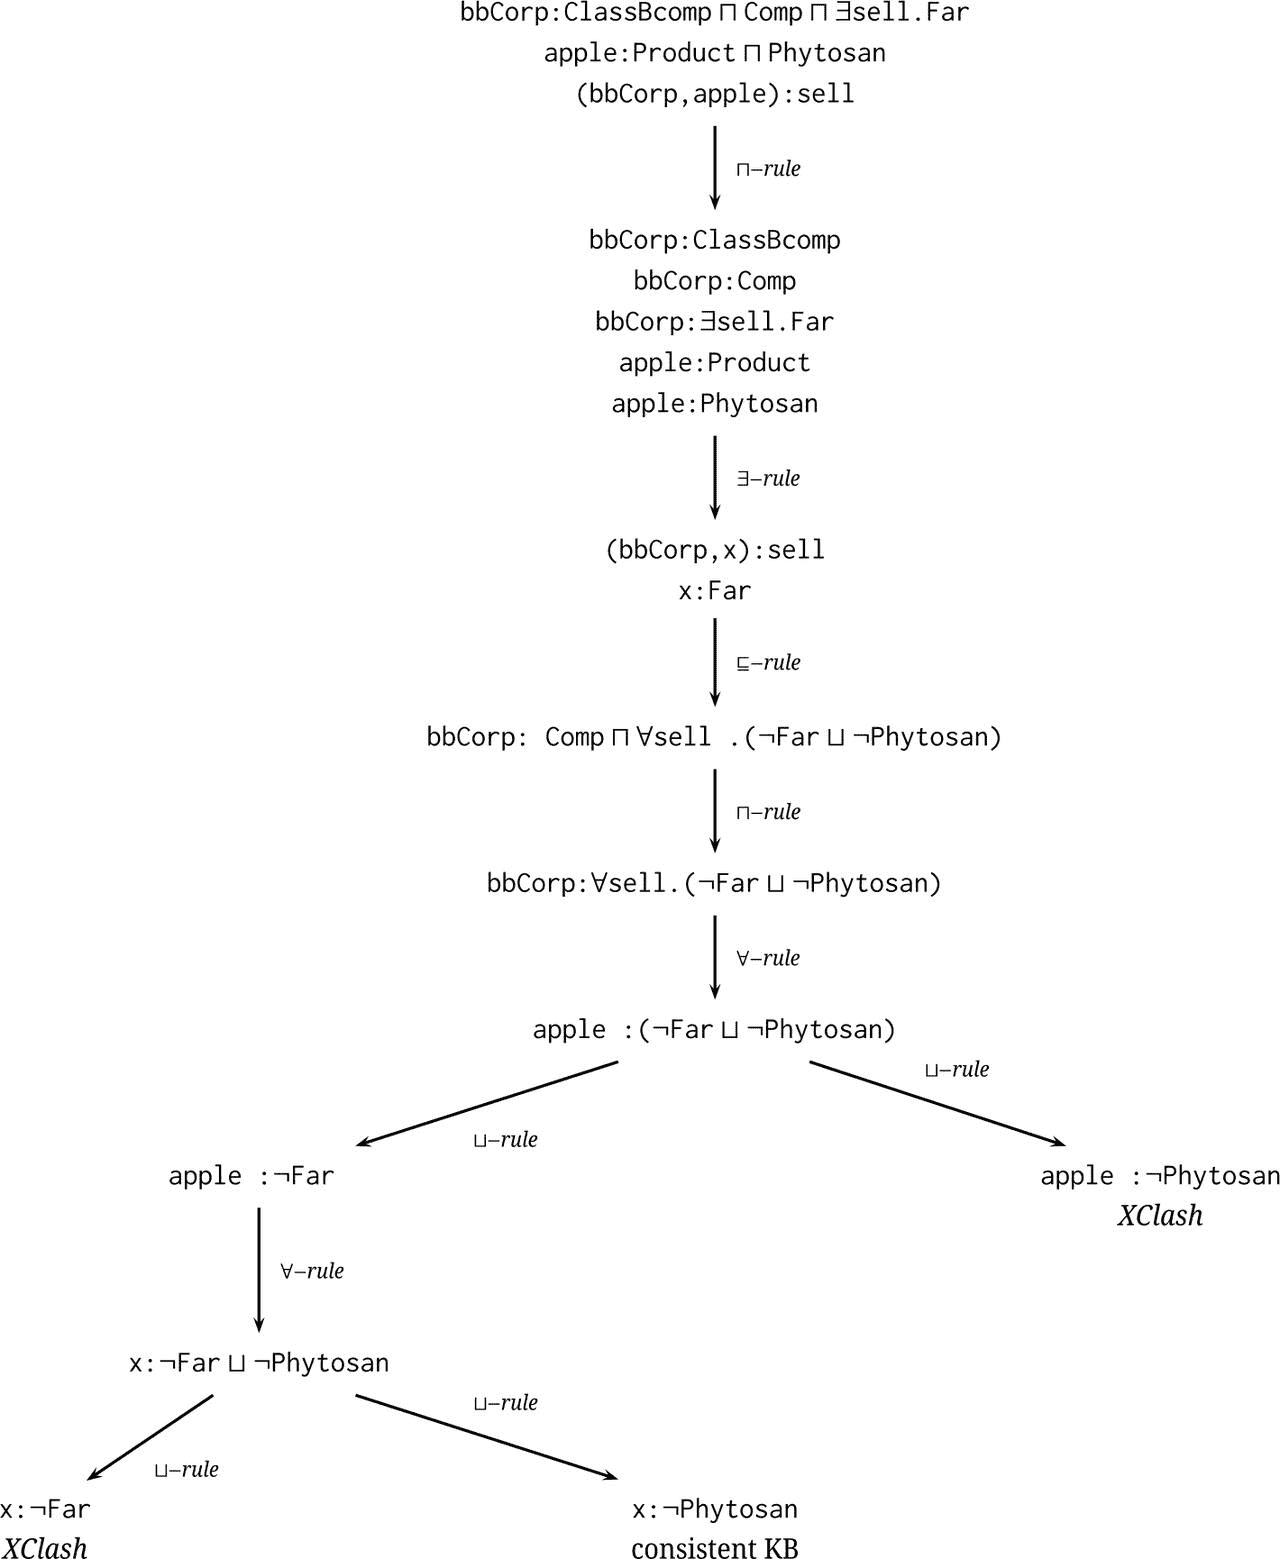 bbCorp:ClassBcomp⊓Comp⊓∃sell.Far
apple:Product⊓Phytosan
(bbCorp,apple):sell
⊓–rule
bbCorp:ClassBcomp
bbCorp:Comp
bbCorp:∃sell.Far
apple:Product
apple:Phytosan
∃–rule
(bbCorp,x):sell
x:Far
⊑–rule
bbCorp: Comp⊓∀sell .(¬Far⊔¬Phytosan)
⊓–rule
bbCorp:∀sell.(¬Far⊔¬Phytosan)
∀–rule
apple :(¬Far⊔¬Phytosan)
⊔–rule
⊔–rule
apple :¬Far
apple :¬Phytosan
XClash
∀–rule
x:¬Far⊔¬Phytosan
⊔–rule
⊔–rule
x:¬Far
XClash
x:¬Phytosan
consistent KB